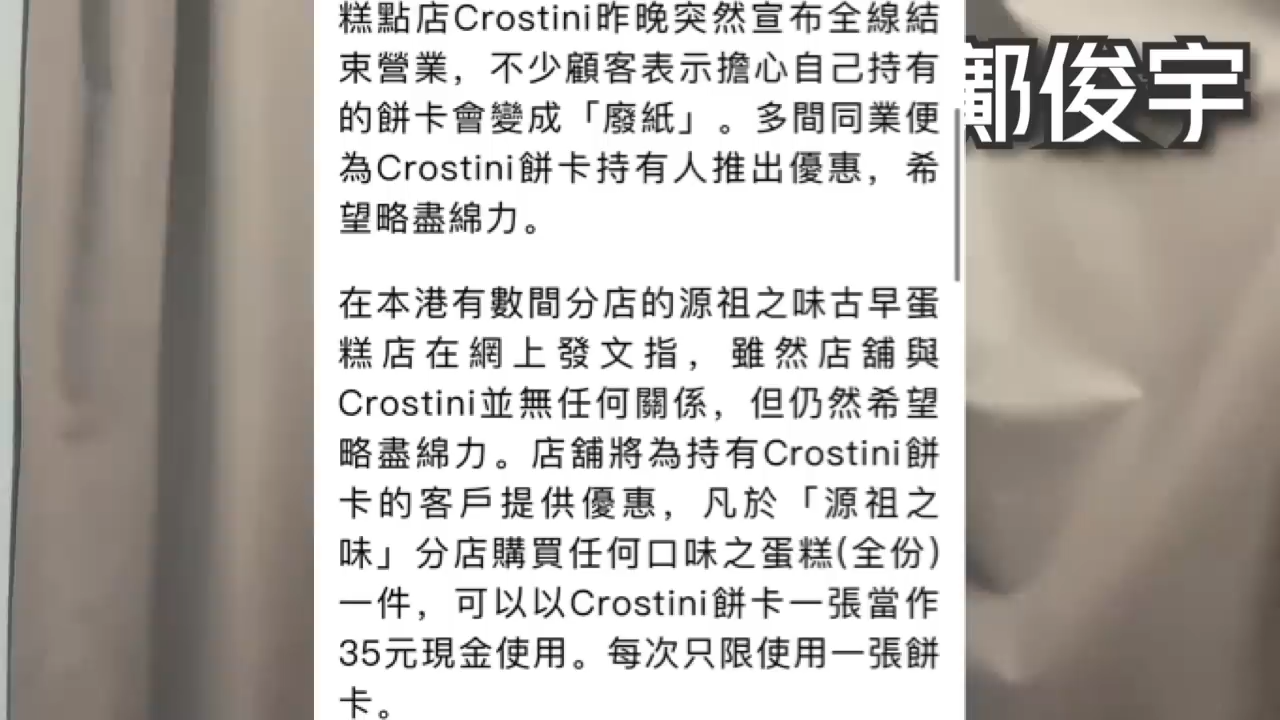 糕點店Crostini昨晚突然宣布全線結
束營業，不少顧客表示擔心自己持有
的餅卡會變成「廢紙」。多間同業便
為Crostini餅卡持有人推出優惠，希
望略盡綿力。
在本港有數間分店的源祖之味古早蛋
糕店在網上發文指，雖然店舖與
Crostini並無任何關係，但仍然希望
略盡綿力。店舖將為持有Crostini餅
卡的客戶提供優惠，凡於「源祖之
味」分店購買任何口味之蛋糕(全份)
一件，可以以Crostini餅卡一張當作
35元現金使用。每次只限使用一張餅
卡。
俊宇